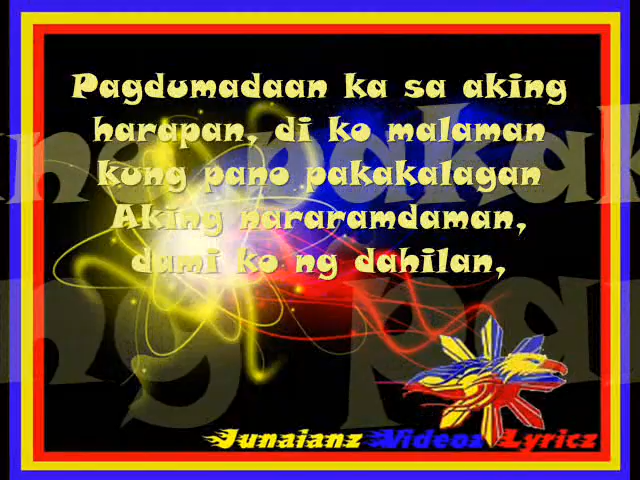 Pagdumadaan ka sa aking
harapan, di ko malaman
kung pano pakakalagan
Aking nararamdaman,
dami ko ng dahilan,
Junaianz Videoz Lyricz